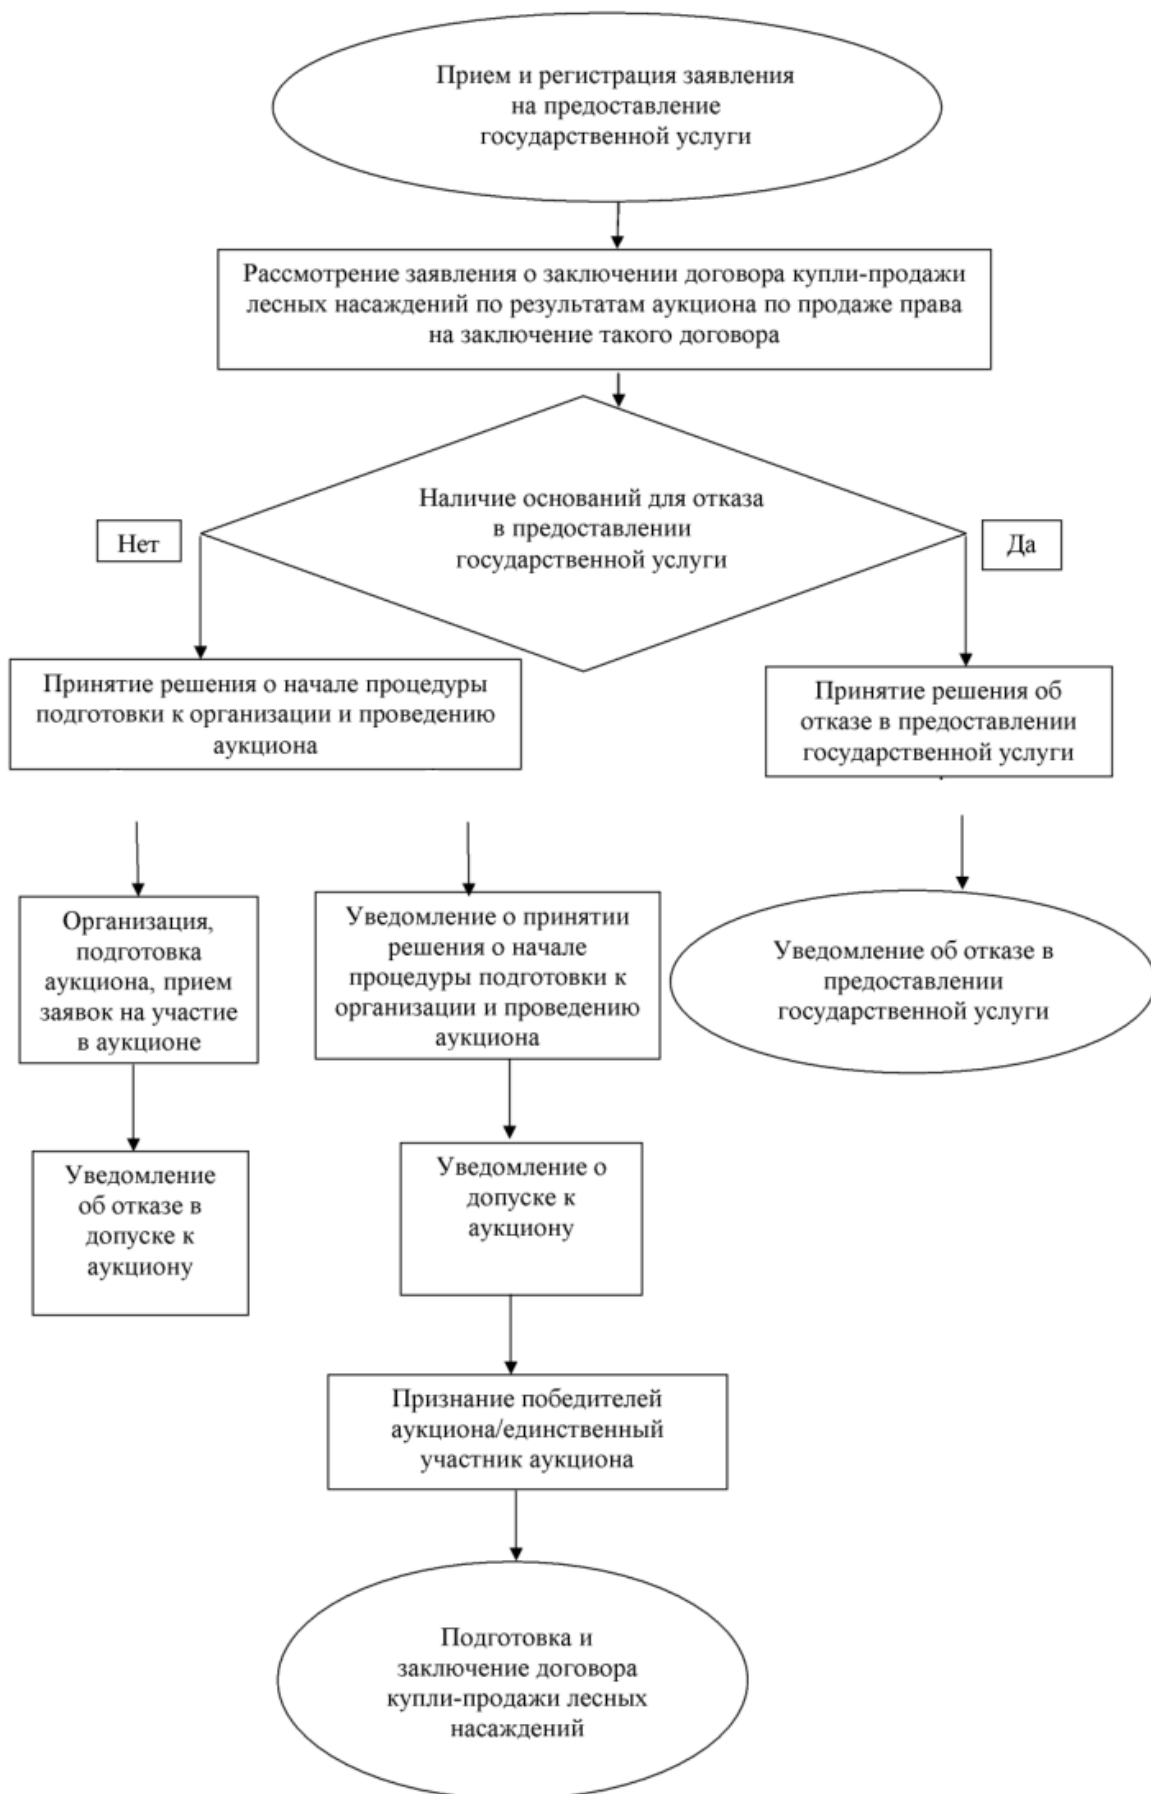 Прием и регистрация заявления
на предоставление
государственной услуги
Рассмотрение заявления о заключении договора купли-продажи
лесных насаждений по результатам аукциона по продаже права
на заключение такого договора
Наличие оснований для отказа
в предоставлении
государственной услуги
Нет
Да
Принятие решения о начале процедуры
подготовки к организации и проведению
аукциона
Принятие решения об
отказе в предоставлении
государственной услуги
Организация,
подготовка
аукциона, прием
заявок на участие
в аукционе
Уведомление о принятии
решения о начале
процедуры подготовки к
организации и проведению
аукциона
Уведомление об отказе в
предоставлении
государственной услуги
Уведомление
об отказе в
допуске к
аукциону
Уведомление о
допуске к
аукциону
Признание победителей
аукциона/единственный
участник аукциона
Подготовка и
заключение договора
купли-продажи лесных
насаждений